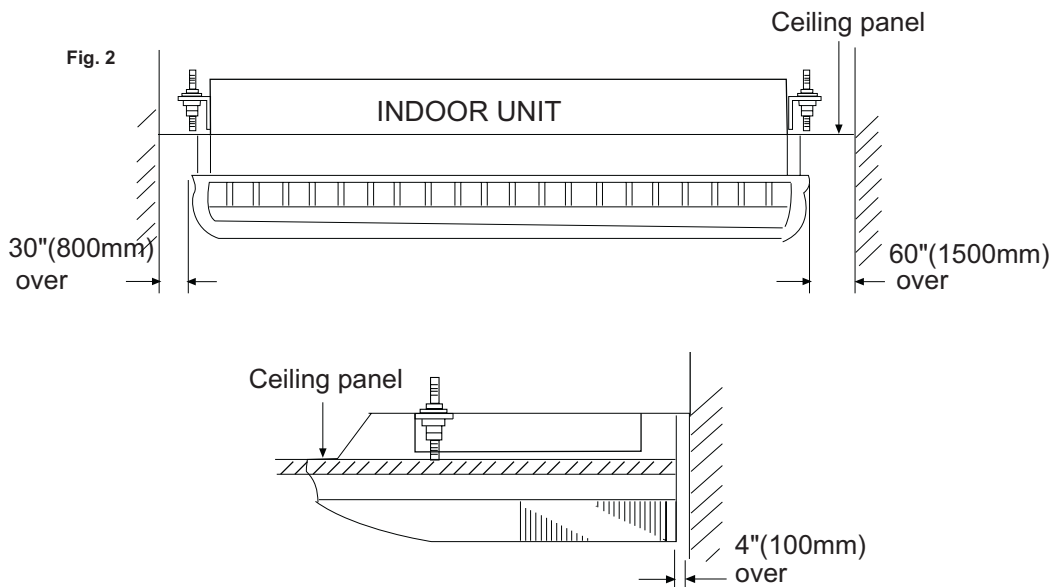 Ceiling panel
Fig. 2
INDOOR UNIT
30"(800mm)
over
60"(1500mm)
over
Ceiling panel
4"(100mm)
over